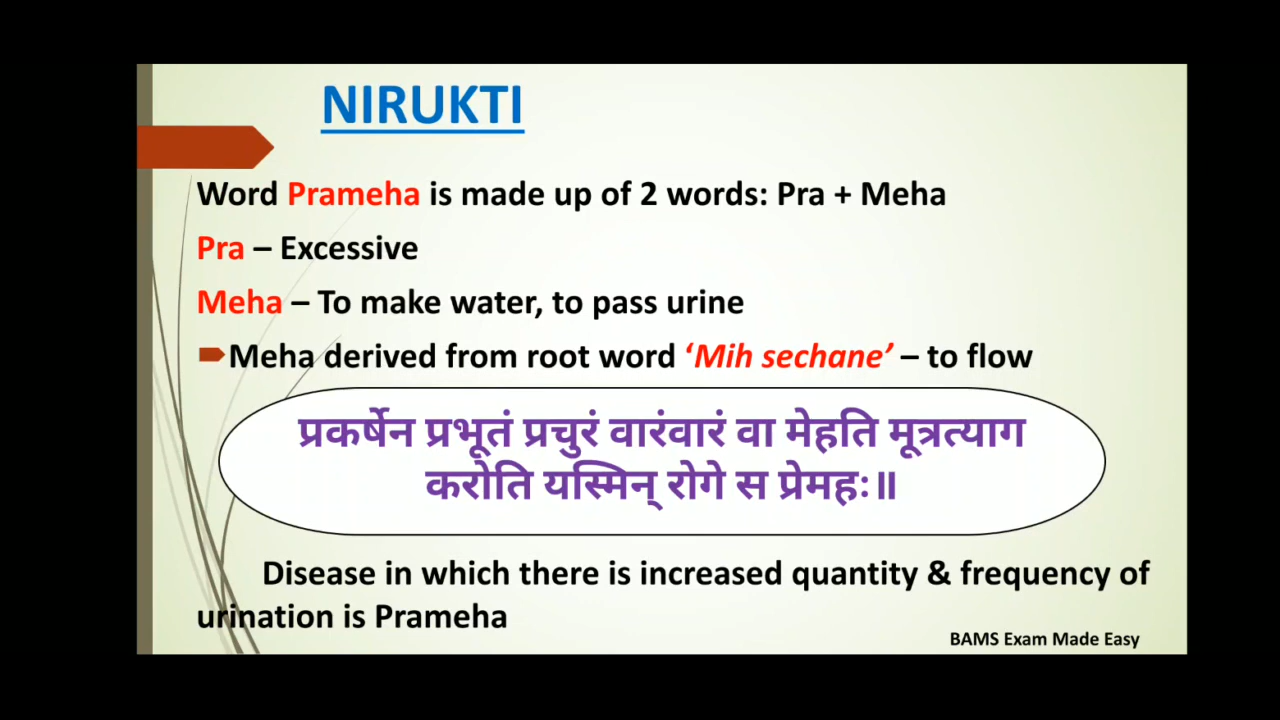 NIRUKTI
Word Prameha is made up of 2 words: Pra + Meha
Pra – Excessive
Meha – To make water, to pass urine
Meha derived from root word ‘Mih sechane’ – to flow
प्रकर्षेन प्रभूतं प्रचुरं वारंवारं वा मेहति मूत्रत्याग
करोति यस्मिन् रोगे स प्रेमहः॥
Disease in which there is increased quantity & frequency of
urination is Prameha
BAMS Exam Made Easy